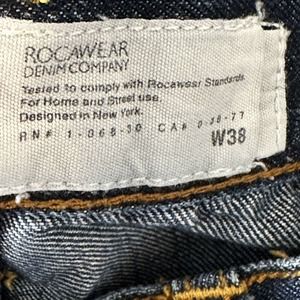 ROCAWEAR
DENIM COMPANY
Tested to comply with Rocawear Standards.
For Home and Street use.
Designed in New York.
RN# 1-068-30 CA# 0-38-77
W38